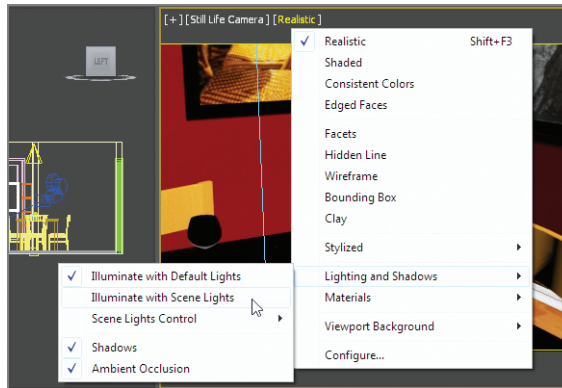 [+] [Still Life Camera ] [Realistic ]
LEFT
Realistic Shift+F3
Shaded
Consistent Colors
Edged Faces
Facets
Hidden Line
Wireframe
Bounding Box
Clay
Stylized
Lighting and Shadows
Materials
Viewport Background
Configure...
Illuminate with Default Lights
Illuminate with Scene Lights
Scene Lights Control
Shadows
Ambient Occlusion